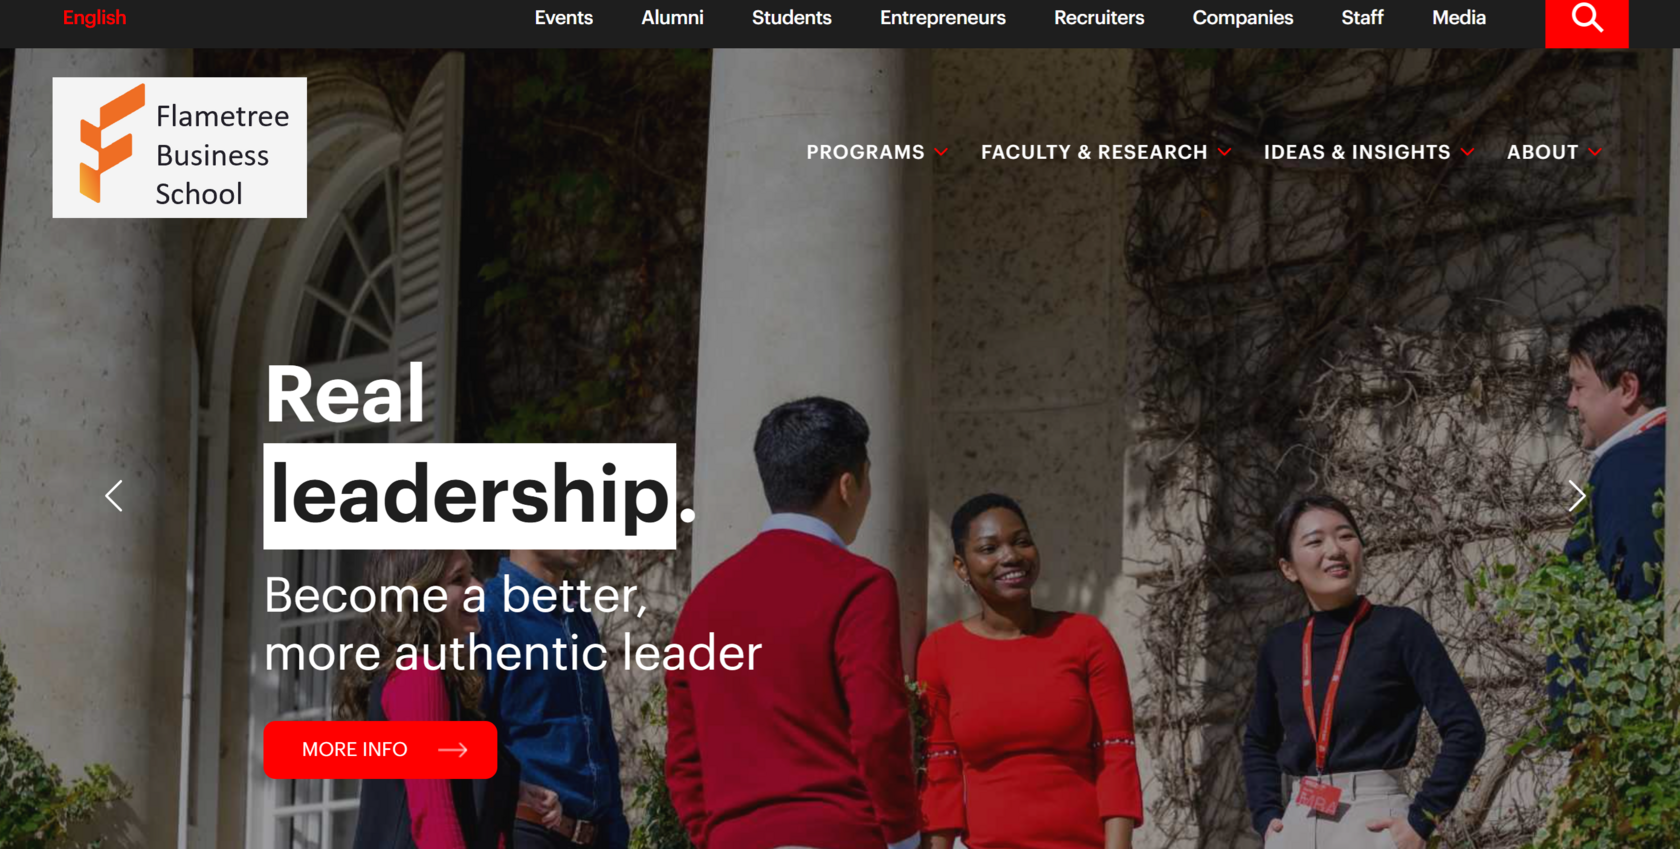 English Events Alumni Students Entrepreneurs Recruiters Companies Staff Media
Flametree
Business
School
PROGRAMS FACULTY & RESEARCH IDEAS & INSIGHTS ABOUT
Real
leadership.
Become a better,
more authentic leader
MORE INFO
MBA